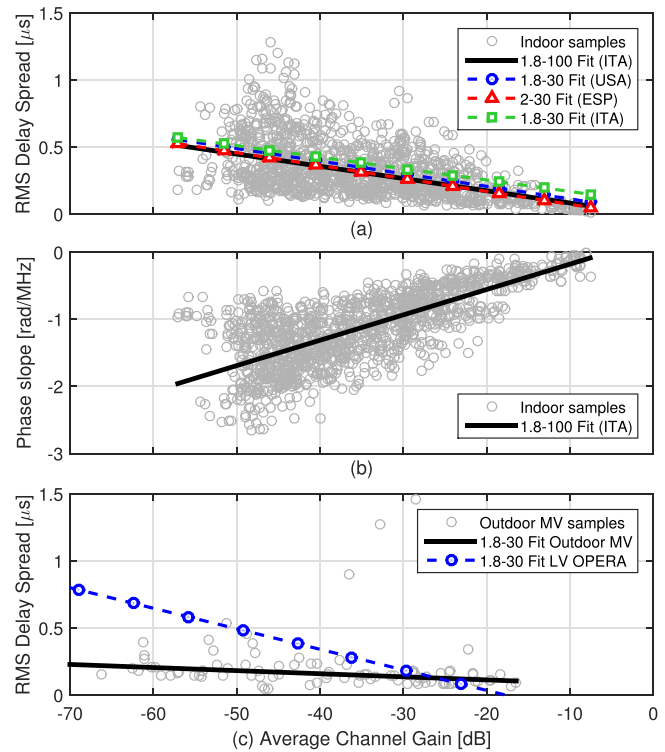 1.5
1
0.5
0
RMS Delay Spread [μs]
Indoor samples
1.8-100 Fit (ITA)
1.8-30 Fit (USA)
2-30 Fit (ESP)
1.8-30 Fit (ITA)
(a)
0
-1
-2
-3
Phase slope [rad/MHz]
Indoor samples
1.8-100 Fit (ITA)
(b)
1.5
1
0.5
0
RMS Delay Spread [μs]
Outdoor MV samples
1.8-30 Fit Outdoor MV
1.8-30 Fit LV OPERA
-70 -60 -50 -40 -30 -20 -10 0
(c) Average Channel Gain [dB]